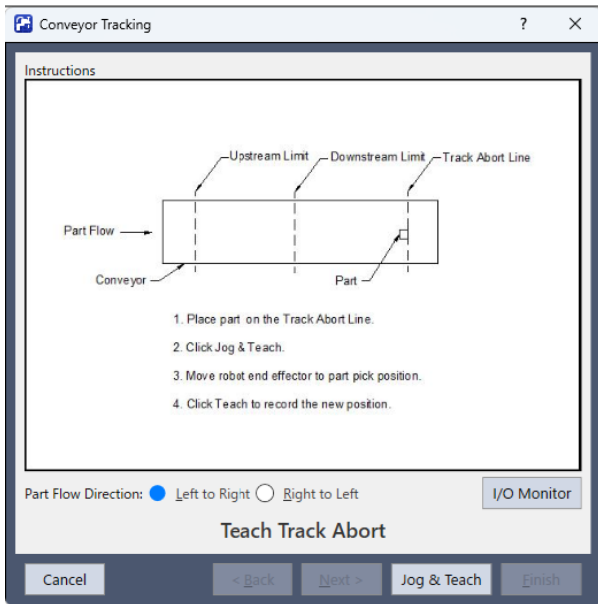 Conveyor Tracking
Instructions
Upstream Limit
Downstream Limit
Track Abort Line
Part Flow
Conveyor
Part
1. Place part on the Track Abort Line.
2. Click Jog & Teach.
3. Move robot end effector to part pick position.
4. Click Teach to record the new position.
Part Flow Direction: Left to Right Right to Left
I/O Monitor
Teach Track Abort
Cancel < Back Next > Jog & Teach Finish